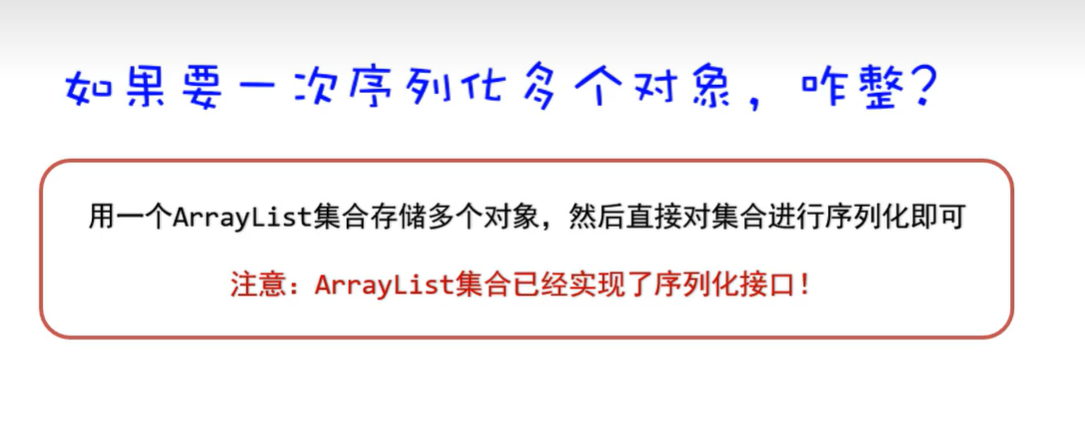 如果要一次序列化多个对象，咋整？
用一个ArrayList集合存储多个对象，然后直接对集合进行序列化即可
注意：ArrayList集合已经实现了序列化接口！